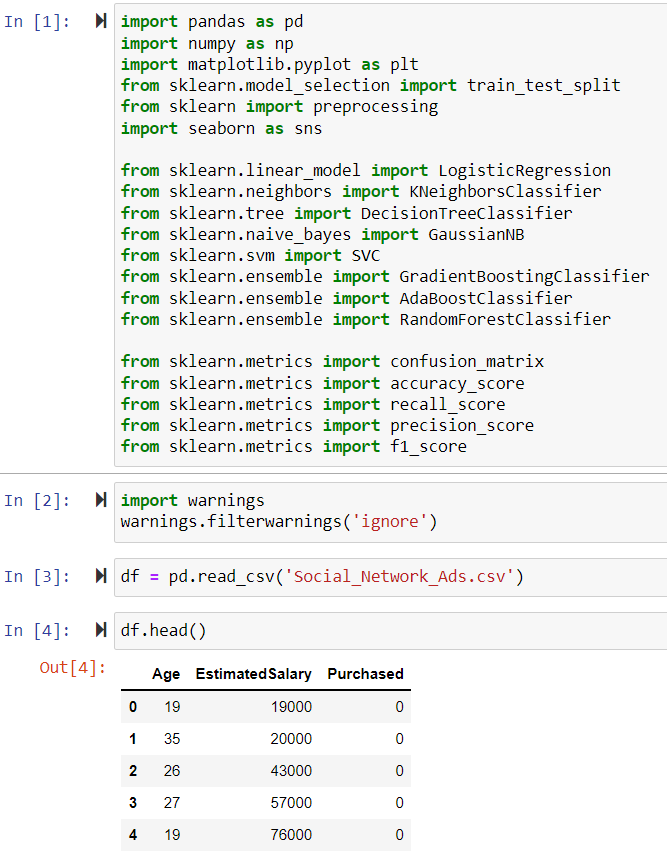 In [1]: import pandas as pd
import numpy as np
import matplotlib.pyplot as plt
from sklearn.model_selection import train_test_split
from sklearn import preprocessing
import seaborn as sns
from sklearn.linear_model import LogisticRegression
from sklearn.neighbors import KNeighborsClassifier
from sklearn.tree import DecisionTreeClassifier
from sklearn.naive_bayes import GaussianNB
from sklearn.svm import SVC
from sklearn.ensemble import GradientBoostingClassifier
from sklearn.ensemble import AdaBoostClassifier
from sklearn.ensemble import RandomForestClassifier
from sklearn.metrics import confusion_matrix
from sklearn.metrics import accuracy_score
from sklearn.metrics import recall_score
from sklearn.metrics import precision_score
from sklearn.metrics import f1_score
In [2]: import warnings
warnings.filterwarnings('ignore')
In [3]: df = pd.read_csv('Social_Network_Ads.csv')
In [4]: df.head()
Out[4]:
Age EstimatedSalary Purchased
0 19 19000 0
1 35 20000 0
2 26 43000 0
3 27 57000 0
4 19 76000 0